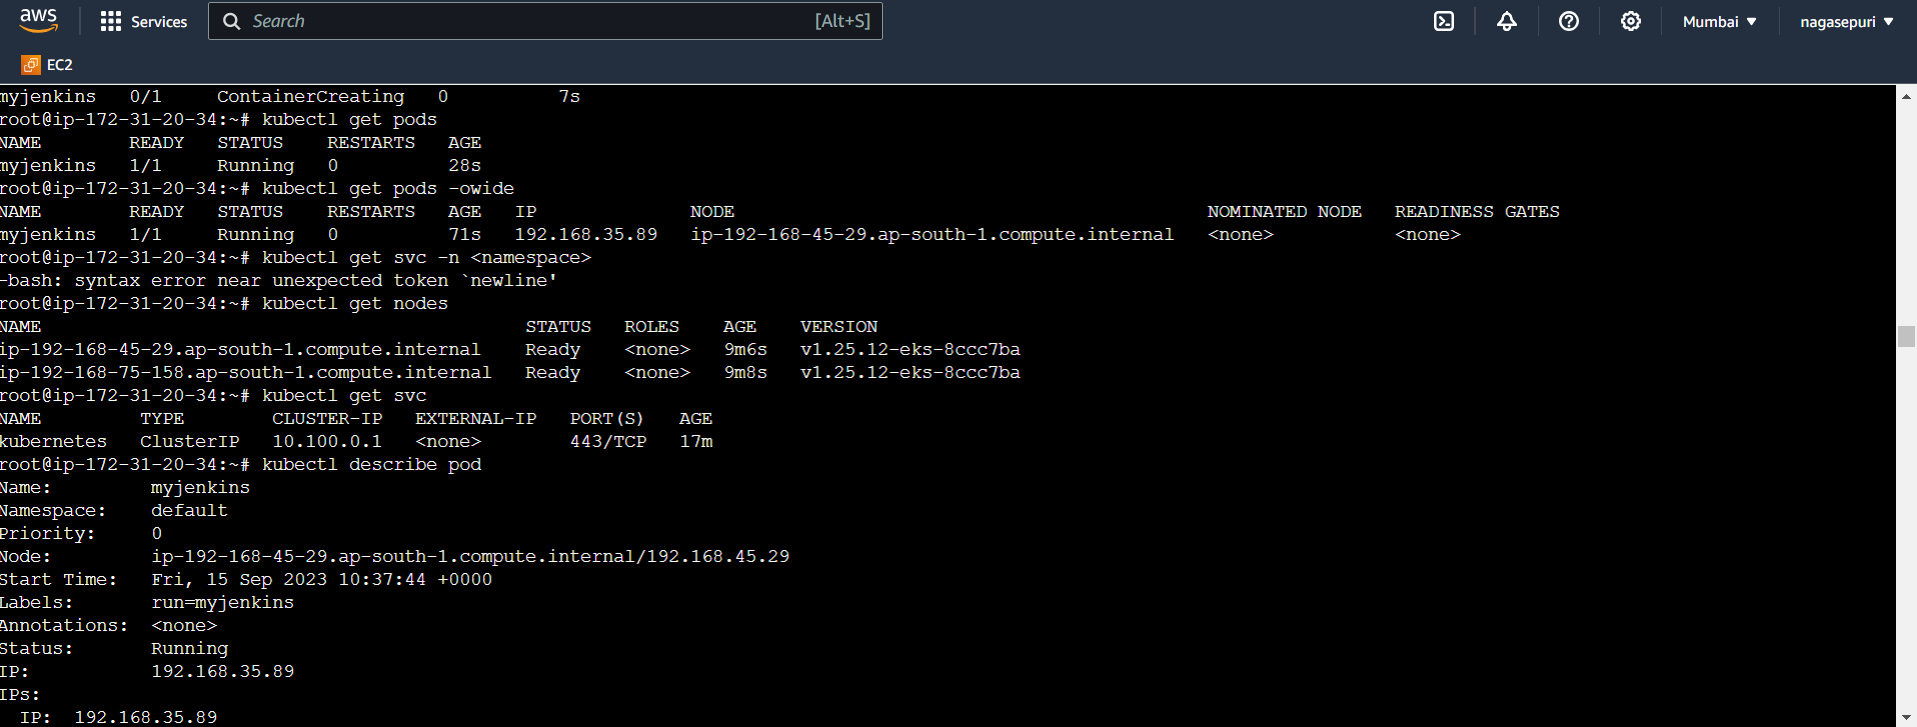 aws Services Search [Alt+S] Mumbai ▼ nagasepuri ▼
EC2
myjenkins 0/1 ContainerCreating 0 7s
root@ip-172-31-20-34:~# kubectl get pods
NAME READY STATUS RESTARTS AGE
myjenkins 1/1 Running 0 28s
root@ip-172-31-20-34:~# kubectl get pods -owide
NAME READY STATUS RESTARTS AGE IP NODE NOMINATED NODE READINESS GATES
myjenkins 1/1 Running 0 71s 192.168.35.89 ip-192-168-45-29.ap-south-1.compute.internal <none> <none>
root@ip-172-31-20-34:~# kubectl get svc -n <namespace>
-bash: syntax error near unexpected token `newline'
root@ip-172-31-20-34:~# kubectl get nodes
NAME STATUS ROLES AGE VERSION
ip-192-168-45-29.ap-south-1.compute.internal Ready <none> 9m6s v1.25.12-eks-8ccc7ba
ip-192-168-75-158.ap-south-1.compute.internal Ready <none> 9m8s v1.25.12-eks-8ccc7ba
root@ip-172-31-20-34:~# kubectl get svc
NAME TYPE CLUSTER-IP EXTERNAL-IP PORT(S) AGE
kubernetes ClusterIP 10.100.0.1 <none> 443/TCP 17m
root@ip-172-31-20-34:~# kubectl describe pod
Name: myjenkins
Namespace: default
Priority: 0
Node: ip-192-168-45-29.ap-south-1.compute.internal/192.168.45.29
Start Time: Fri, 15 Sep 2023 10:37:44 +0000
Labels: run=myjenkins
Annotations: <none>
Status: Running
IP: 192.168.35.89
IPs:
IP: 192.168.35.89